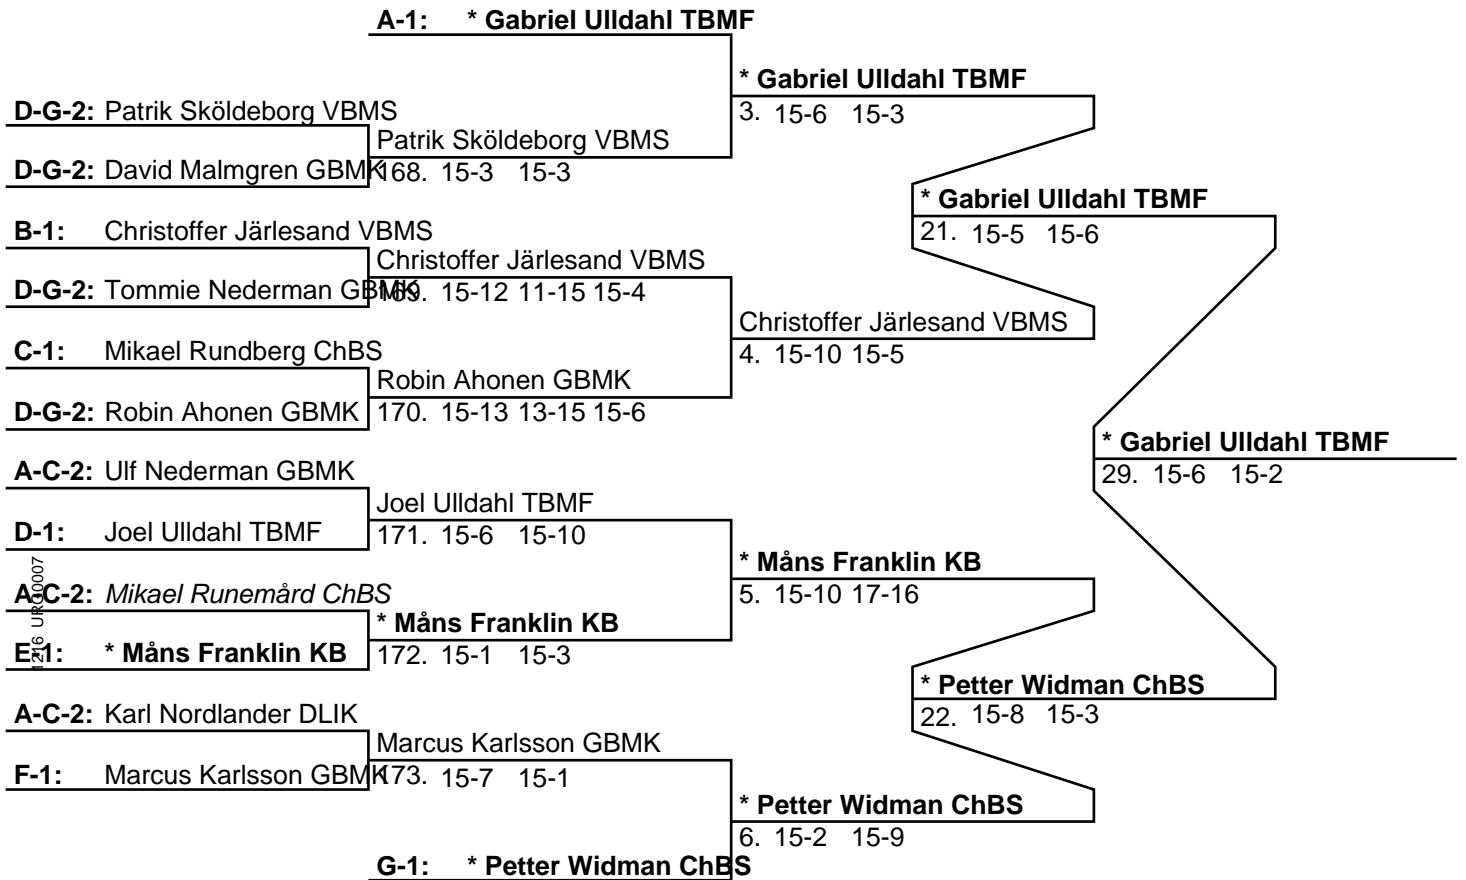 A-1: * Gabriel Ulldahl TBMF
* Gabriel Ulldahl TBMF
3. 15-6 15-3
D-G-2: Patrik Sköldeborg VBMS
Patrik Sköldeborg VBMS
D-G-2: David Malmgren GBMK
168. 15-3 15-3
* Gabriel Ulldahl TBMF
21. 15-5 15-6
B-1: Christoffer Järlesand VBMS
Christoffer Järlesand VBMS
D-G-2: Tommie Nederman GBMK
169. 15-12 11-15 15-4
Christoffer Järlesand VBMS
4. 15-10 15-5
C-1: Mikael Rundberg ChBS
Robin Ahonen GBMK
D-G-2: Robin Ahonen GBMK
170. 15-13 13-15 15-6
* Gabriel Ulldahl TBMF
29. 15-6 15-2
A-C-2: Ulf Nederman GBMK
Joel Ulldahl TBMF
D-1: Joel Ulldahl TBMF
171. 15-6 15-10
* Måns Franklin KB
5. 15-10 17-16
A-C-2: Mikael Runemård ChBS
* Måns Franklin KB
E-1: * Måns Franklin KB
172. 15-1 15-3
* Petter Widman ChBS
22. 15-8 15-3
A-C-2: Karl Nordlander DLIK
Marcus Karlsson GBMK
F-1: Marcus Karlsson GBMK
173. 15-7 15-1
* Petter Widman ChBS
6. 15-2 15-9
G-1: * Petter Widman ChBS